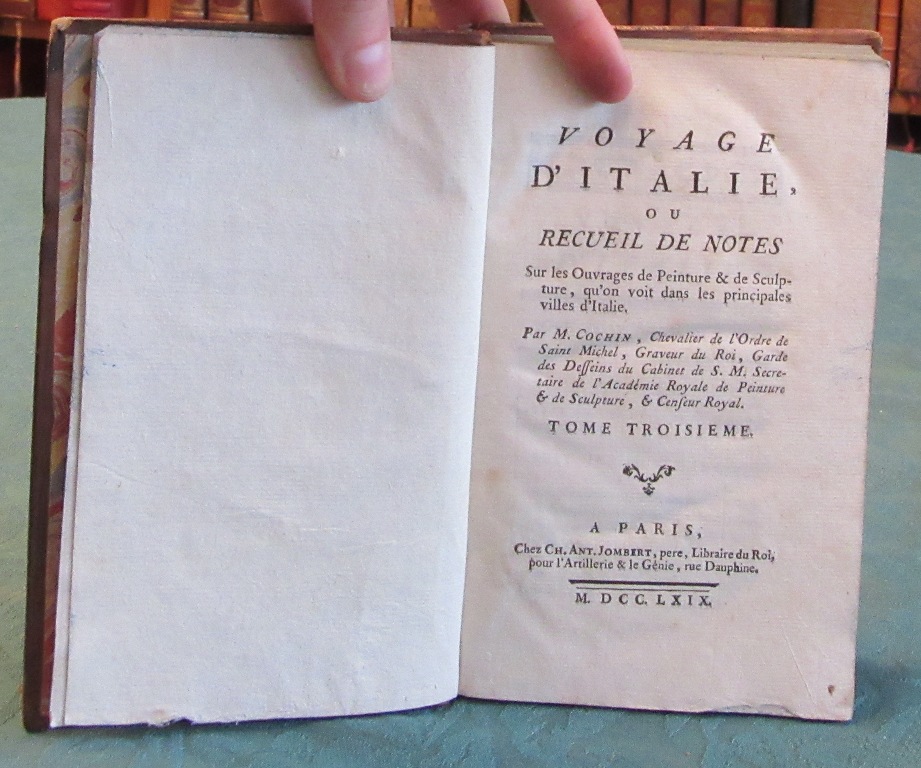 VOYAGE
D'ITALIE,
OU
RECUEIL DE NOTES
Sur les Ouvrages de Peinture & de Sculp-
ture, qu'on voit dans les principales
villes d'Italie.
Par M. COCHIN, Chevalier de l'Ordre de
Saint Michel, Graveur du Roi, Garde
des Desseins du Cabinet de S. M. Secre-
taire de l'Académie Royale de Peinture
& de Sculpture, & Censeur Royal.
TOME TROISIEME.
A PARIS,
Chez CH. ANT. JOMBERT, pere, Libraire du Roi,
pour l'Artillerie & le Génie, rue Dauphine.
M. DCC. LXIX.